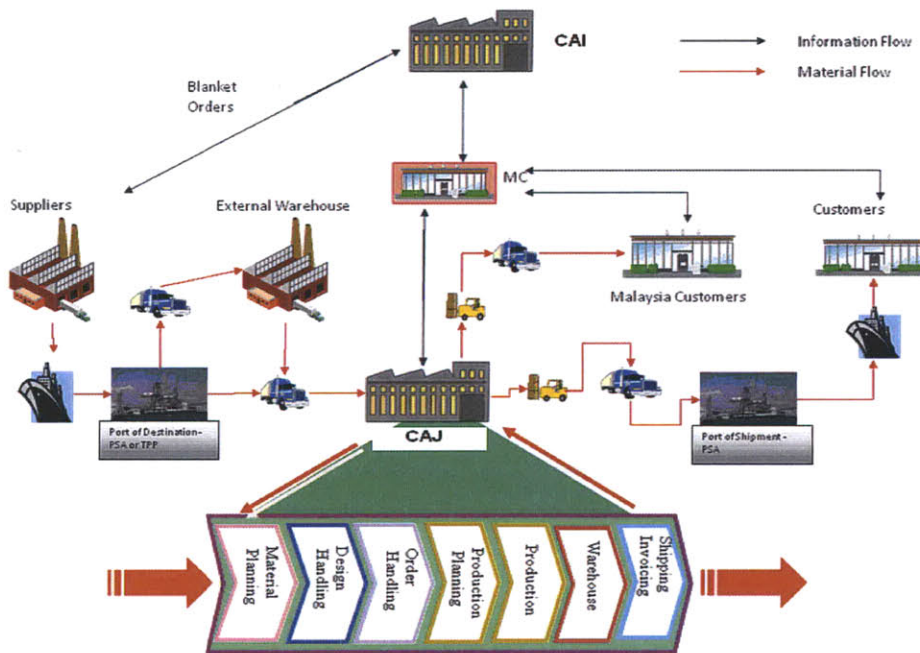 CAI
Information Flow
Material Flow
Blanket
Orders
MC
Suppliers
External Warehouse
Customers
Malaysia Customers
Port of Destination-
PSA or TPP
CAJ
Port of Shipment -
PSA
Material
Planning
Design
Handling
Order
Handling
Production
Planning
Production
Warehouse
Shipping
Invoicing